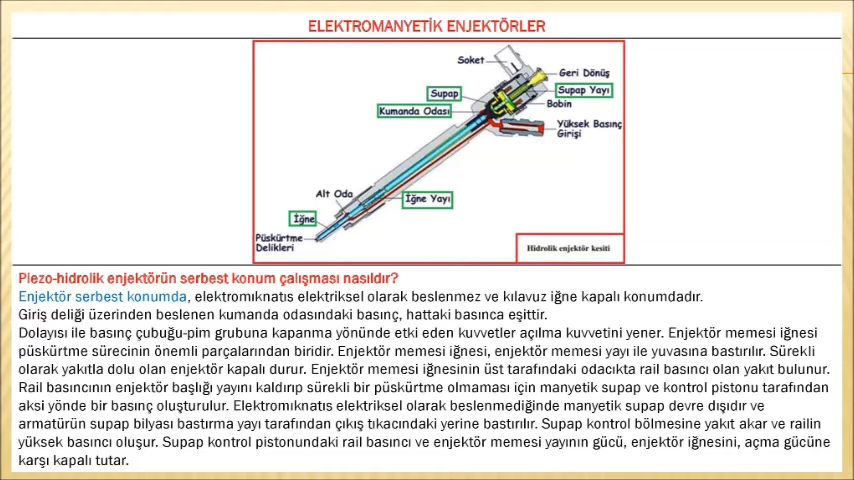 ELEKTROMANYETİK ENJEKTÖRLER
Soket
Geri Dönüş
Supap
Supap Yayı
Bobin
Kumanda Odası
Yüksek Basınç
Girişi
Alt Oda
İğne Yayı
İğne
Püskürtme
Delikleri
Hidrolik enjektör kesiti
Piezo-hidrolik enjektörün serbest konum çalışması nasıldır?
Enjektör serbest konumda, elektromıknatıs elektriksel olarak beslenmez ve kılavuz iğne kapalı konumdadır.
Giriş deliği üzerinden beslenen kumanda odasındaki basınç, hattaki basınca eşittir.
Dolayısı ile basınç çubuğu-pim grubuna kapanma yönünde etki eden kuvvetler açılma kuvvetini yener. Enjektör memesi iğnesi
püskürtme sürecinin önemli parçalarından biridir. Enjektör memesi iğnesi, enjektör memesi yayı ile yuvasına bastırılır. Sürekli
olarak yakıtla dolu olan enjektör kapalı durur. Enjektör memesi iğnesinin üst tarafındaki odacıkta rail basıncı olan yakıt bulunur.
Rail basıncının enjektör başlığı yayını kaldırıp sürekli bir püskürtme olmaması için manyetik supap ve kontrol pistonu tarafından
aksi yönde bir basınç oluşturulur. Elektromıknatıs elektriksel olarak beslenmediğinde manyetik supap devre dışıdır ve
armatürün supap bilyası bastırma yayı tarafından çıkış tıkacındaki yerine bastırılır. Supap kontrol bölmesine yakıt akar ve railin
yüksek basıncı oluşur. Supap kontrol pistonundaki rail basıncı ve enjektör memesi yayının gücü, enjektör iğnesini, açma gücüne
karşı kapalı tutar.